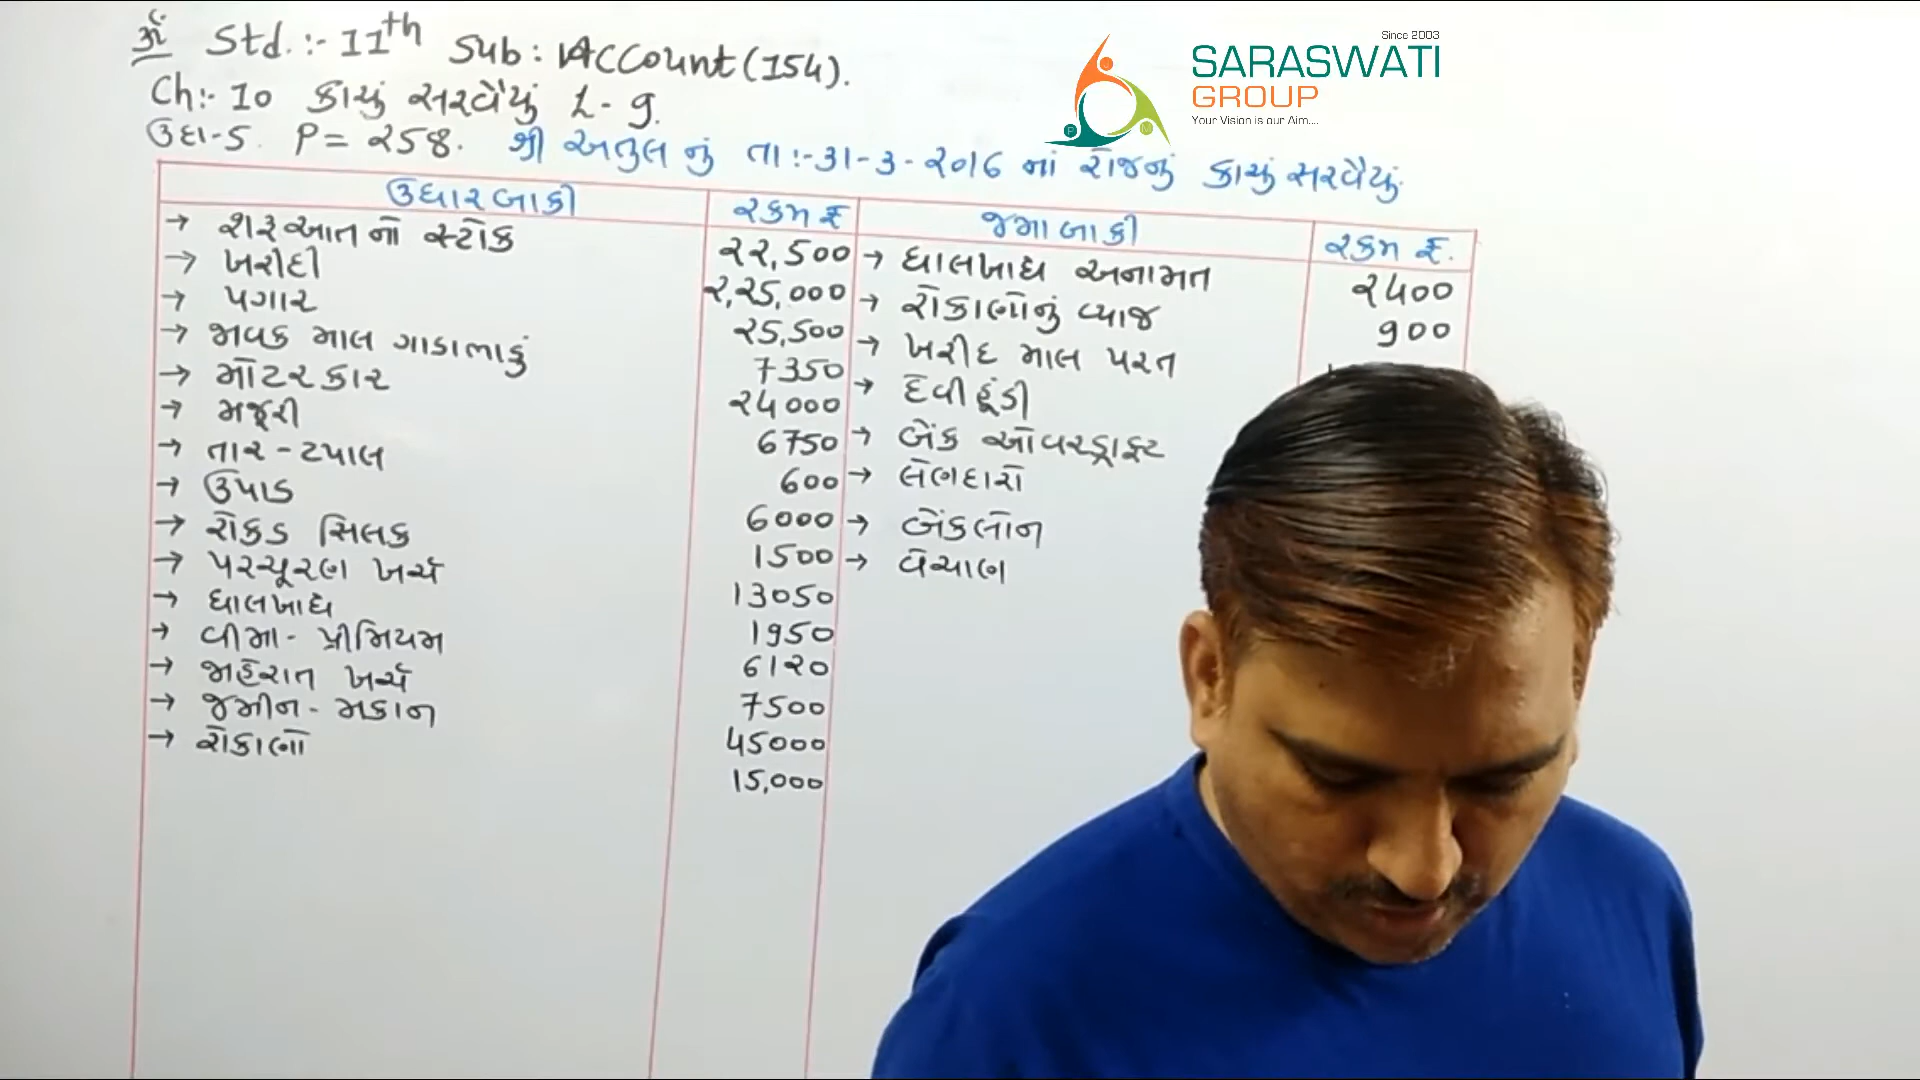 ૐ Std.:- 11th Sub: Account (154).
Since 2003
SARASWATI
GROUP
Your Vision is our Aim....
Ch:- 10 કાચું સરવૈયું L-9.
ઉદા-5. P= 258. શ્રી અતુલ નું તા:-31-3-2016 નાં રોજનું કાચું સરવૈયું.
ઉધારબાકી રકમ ₹ જમાબાકી રકમ ₹.
→ શરૂઆતનો સ્ટોક 22,500 → ઘાલખાધ અનામત 2400
→ ખરીદી 2,25,000 → રોકાણોનું વ્યાજ 900
→ પગાર 25,500 → ખરીદ માલ પરત
→ જાવક માલ ગાડાભાડું 7350 → દેવીહૂંડી
→ મોટરકાર 24000 → બેંક ઓવરડ્રાફ્ટ
→ મજૂરી 6750 → લેણદારો
→ તાર-ટપાલ 600 → બેંકલોન
→ ઉપાડ 6000 → વેચાણ
→ રોકડ સિલક 1500
→ પરચૂરણ ખર્ચ 13050
→ ઘાલખાધ 1950
→ વીમા-પ્રીમિયમ 6120
→ જાહેરાત ખર્ચ 7500
→ જમીન-મકાન 45000
→ રોકાણો 15,000